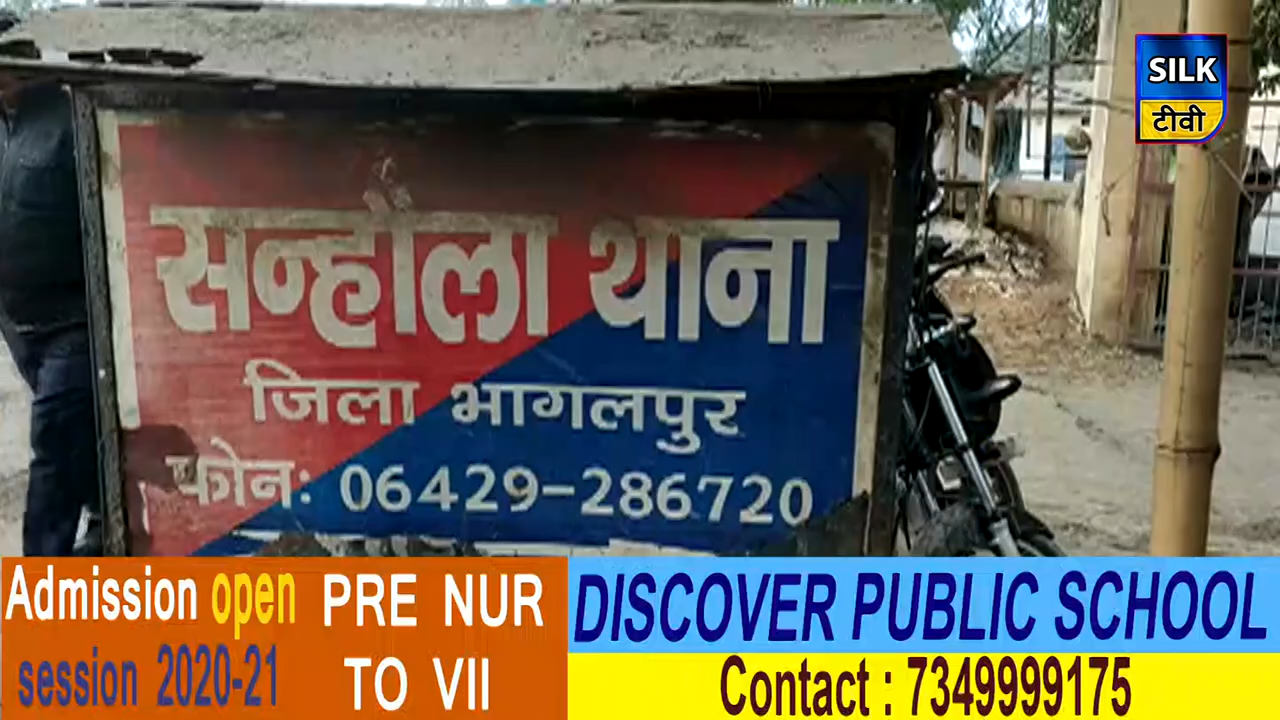 SILK
टीवी
सन्हौला थाना
जिला भागलपुर
फोन: 06429-286720
Admission open
session 2020-21
PRE NUR
TO VII
DISCOVER PUBLIC SCHOOL
Contact : 7349999175